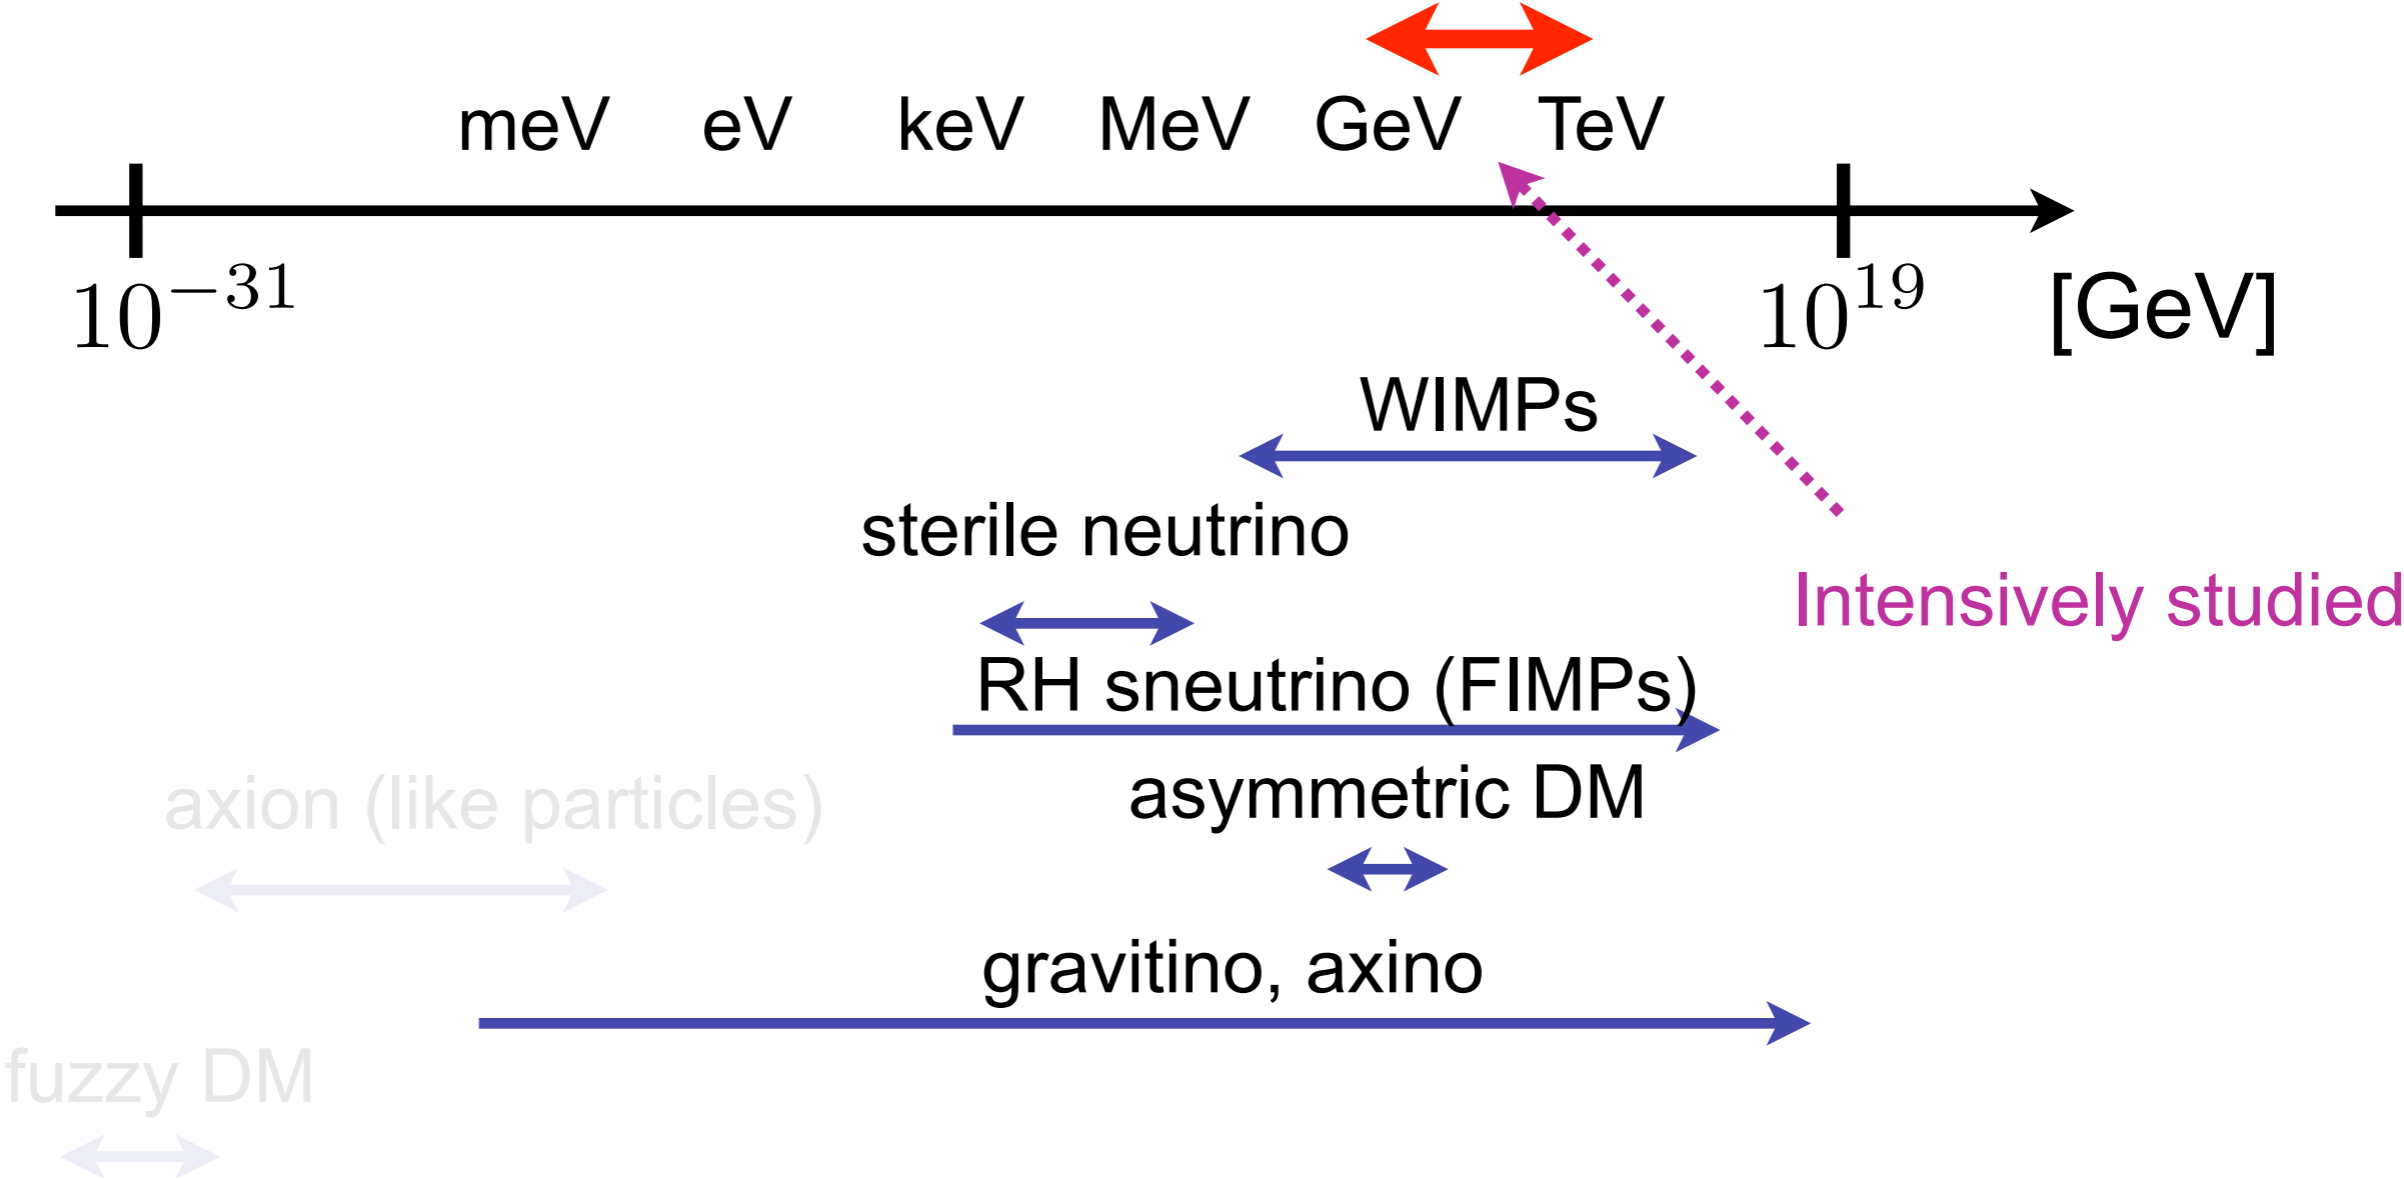 meV eV keV MeV GeV TeV
10^{-31} 10^{19} [GeV]
WIMPs
sterile neutrino
Intensively studied
RH sneutrino (FIMPs)
axion (like particles)
asymmetric DM
gravitino, axino
fuzzy DM